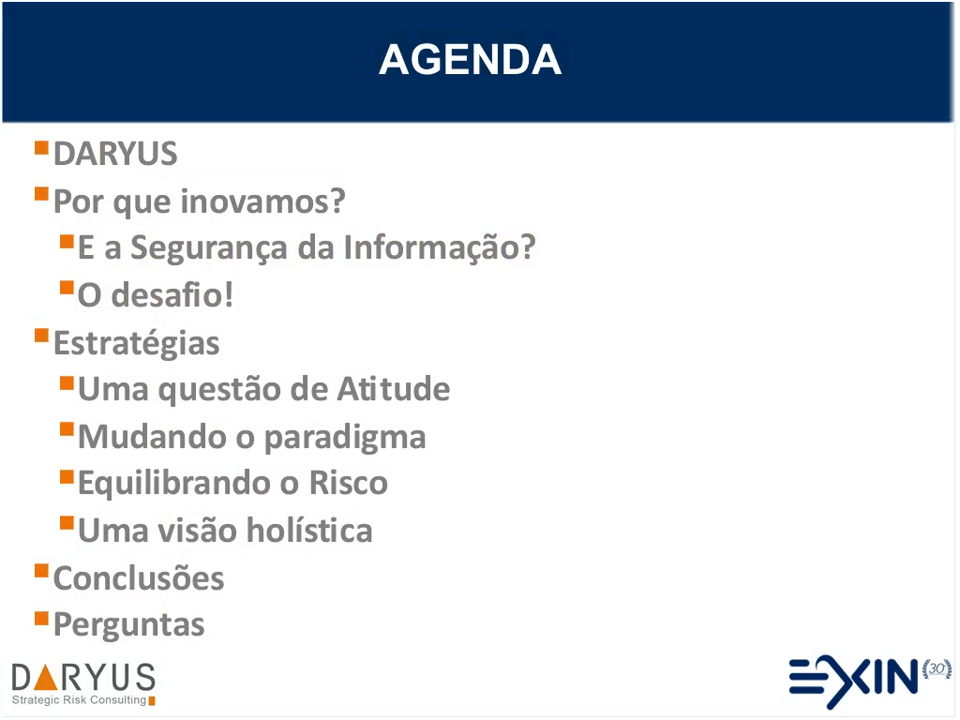 AGENDA
DARYUS
Por que inovamos?
E a Segurança da Informação?
O desafio!
Estratégias
Uma questão de Atitude
Mudando o paradigma
Equilibrando o Risco
Uma visão holística
Conclusões
Perguntas
DARYUS
Strategic Risk Consulting
EXIN 30